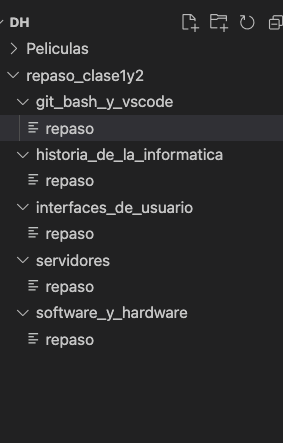 DH
Peliculas
repaso_clase1y2
git_bash_y_vscode
repaso
historia_de_la_informatica
repaso
interfaces_de_usuario
repaso
servidores
repaso
software_y_hardware
repaso